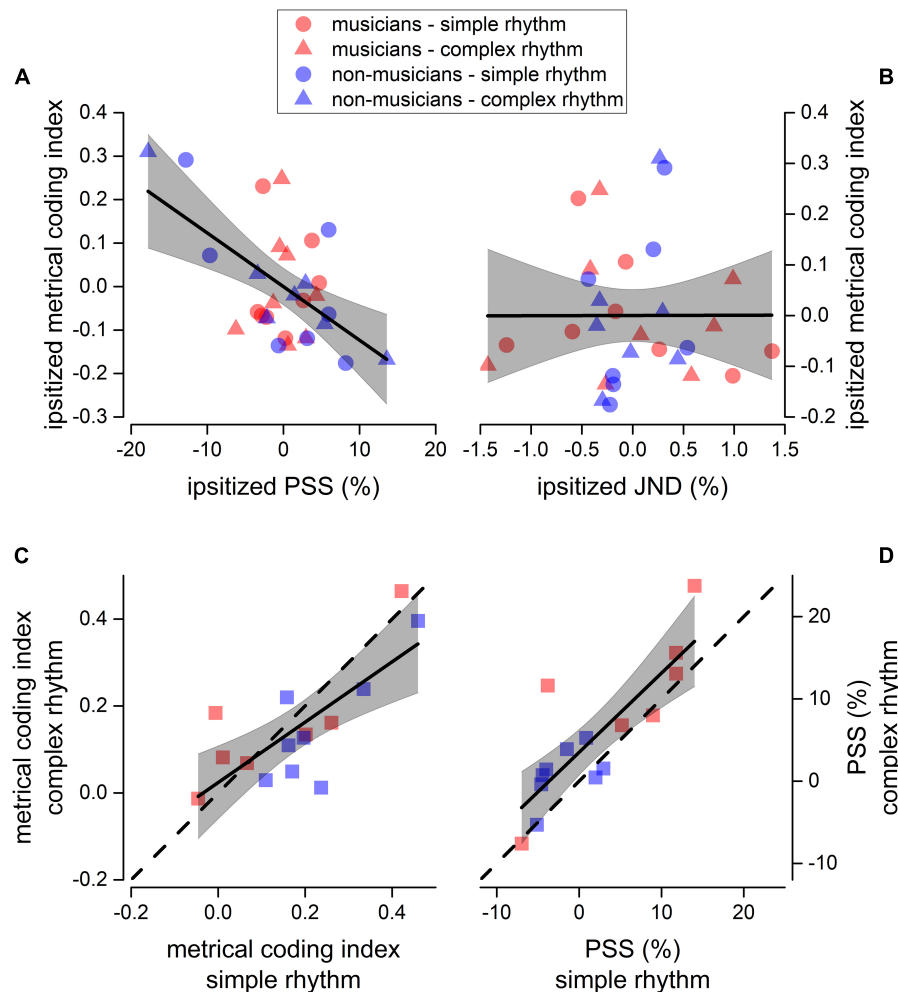 musicians - simple rhythm
musicians - complex rhythm
non-musicians - simple rhythm
non-musicians - complex rhythm
A
ipsitized metrical coding index
0.4
0.3
0.2
0.1
0.0
-0.1
-0.2
-0.3
-20
-10
0
10
20
ipsitized PSS (%)
B
0.4
0.3
0.2
0.1
0.0
-0.1
-0.2
ipsitized metrical coding index
-1.5
-1.0
-0.5
0.0
0.5
1.0
1.5
ipsitized JND (%)
C
metrical coding index
complex rhythm
0.4
0.2
0.0
-0.2
-0.2
0.0
0.2
0.4
metrical coding index
simple rhythm
D
20
10
0
-10
PSS (%)
complex rhythm
-10
0
10
20
PSS (%)
simple rhythm